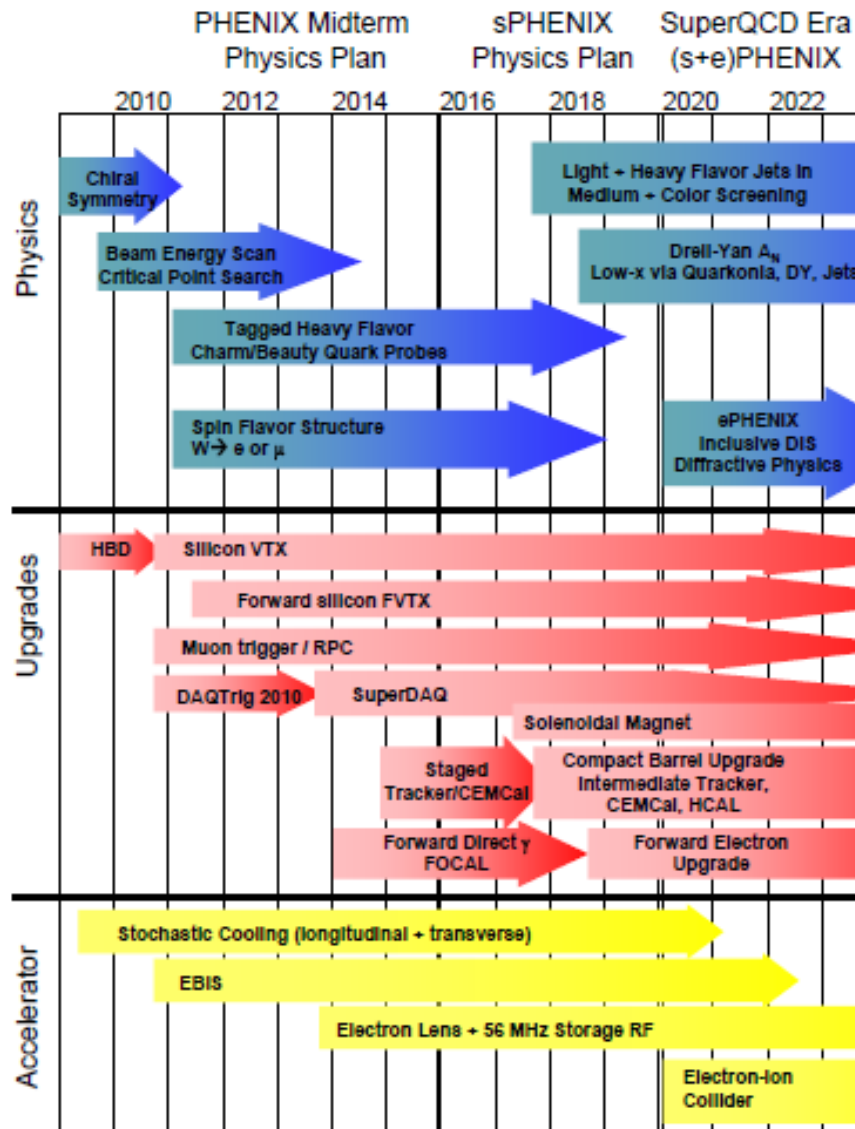 PHENIX Midterm
Physics Plan
sPHENIX
Physics Plan
SuperQCD Era
(s+e)PHENIX
2010 2012 2014 2016 2018 2020 2022
Physics
Chiral
Symmetry
Light + Heavy Flavor Jets in
Medium + Color Screening
Beam Energy Scan
Critical Point Search
Drell-Yan A_N
Low-x via Quarkonia, DY, Jets
Tagged Heavy Flavor
Charm/Beauty Quark Probes
Spin Flavor Structure
W→ e or μ
ePHENIX
Inclusive DIS
Diffractive Physics
Upgrades
HBD
Silicon VTX
Forward silicon FVTX
Muon trigger / RPC
DAQTrig 2010
SuperDAQ
Solenoidal Magnet
Staged
Tracker/CEMCal
Compact Barrel Upgrade
Intermediate Tracker,
CEMCal, HCAL
Forward Direct γ
FOCAL
Forward Electron
Upgrade
Accelerator
Stochastic Cooling (longitudinal + transverse)
EBIS
Electron Lens + 56 MHz Storage RF
Electron-Ion
Collider